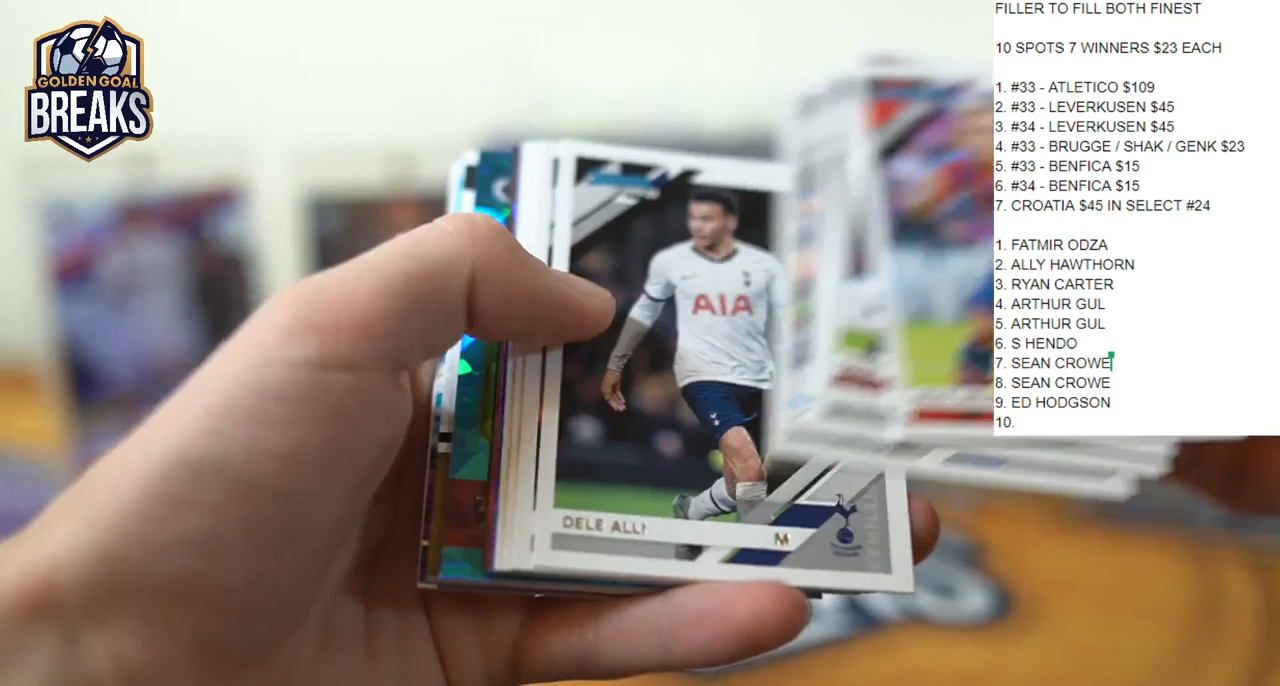 GOLDEN GOAL
BREAKS
FILLER TO FILL BOTH FINEST
10 SPOTS 7 WINNERS $23 EACH
1. #33 - ATLETICO $109
2. #33 - LEVERKUSEN $45
3. #34 - LEVERKUSEN $45
4. #33 - BRUGGE / SHAK / GENK $23
5. #33 - BENFICA $15
6. #34 - BENFICA $15
7. CROATIA $45 IN SELECT #24
1. FATMIR ODZA
2. ALLY HAWTHORN
3. RYAN CARTER
4. ARTHUR GUL
5. ARTHUR GUL
6. S HENDO
7. SEAN CROWE
8. SEAN CROWE
9. ED HODGSON
10.
AIA
DELE ALLI
M